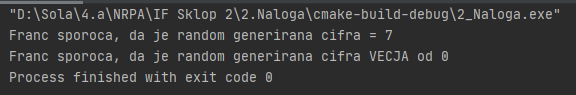 "D:\Sola\4.a\NRPA\IF Sklop 2\2.Naloga\cmake-build-debug\2_Naloga.exe"
Franc sporoca, da je random generirana cifra = 7
Franc sporoca, da je random generirana cifra VECJA od 0
Process finished with exit code 0